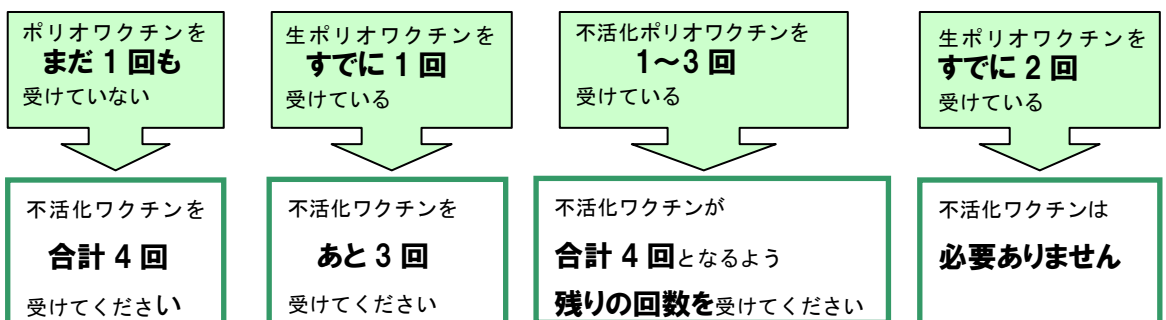 ポリオワクチンを
まだ 1 回も
受けていない
生ポリオワクチンを
すでに 1 回
受けている
不活化ポリオワクチンを
1~3 回
受けている
生ポリオワクチンを
すでに 2 回
受けている
不活化ワクチンを
合計 4 回
受けてください
不活化ワクチンを
あと 3 回
受けてください
不活化ワクチンが
合計 4 回となるよう
残りの回数を受けてください
不活化ワクチンは
必要ありません